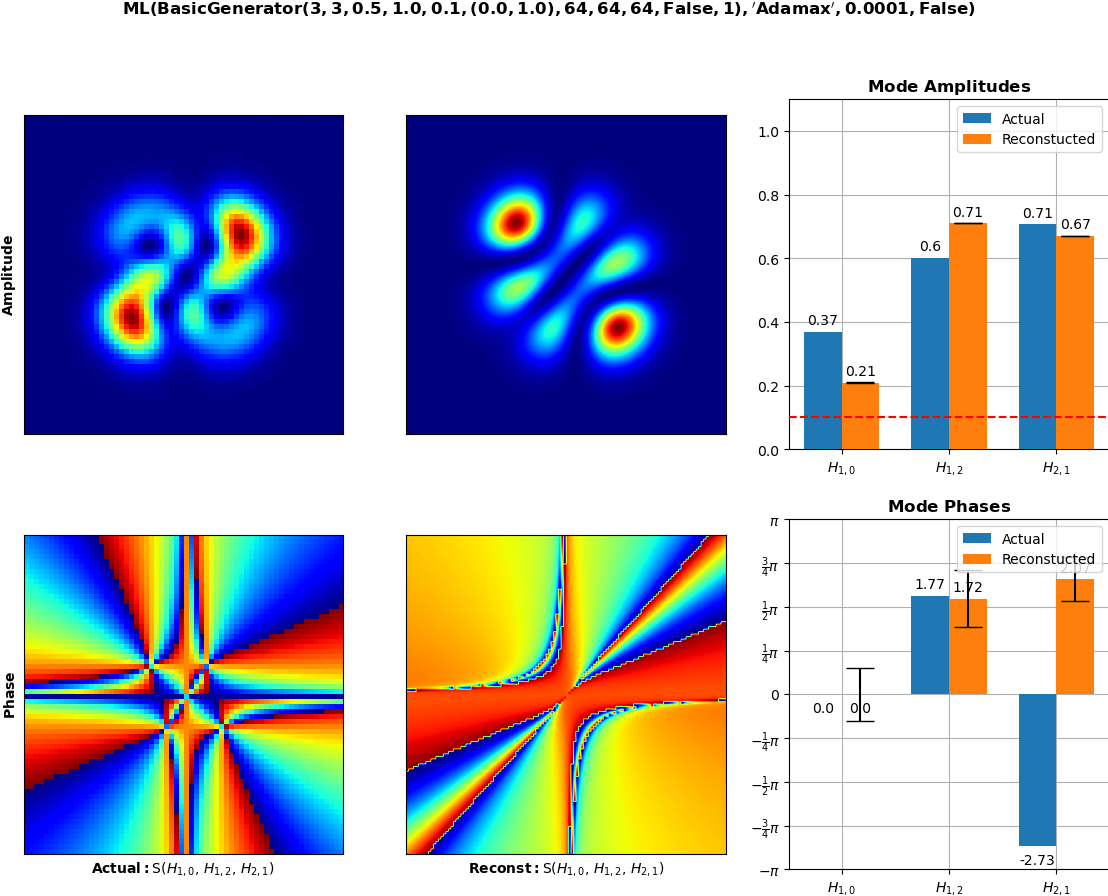 ML(BasicGenerator(3, 3, 0.5, 1.0, 0.1, (0.0, 1.0), 64, 64, 64, False, 1), ′Adamax′, 0.0001, False)
Mode Amplitudes
Amplitude
1.0
0.8
0.6
0.4
0.2
0.0
Actual
Reconstucted
0.37
0.21
0.6
0.71
0.71
0.67
H1,0
H1,2
H2,1
Mode Phases
Phase
π
3/4π
1/2π
1/4π
0
−1/4π
−1/2π
−3/4π
−π
Actual
Reconstucted
0.0
0.0
1.77
1.72
-2.73
H1,0
H1,2
H2,1
Actual: S(H1,0, H1,2, H2,1)
Reconst: S(H1,0, H1,2, H2,1)